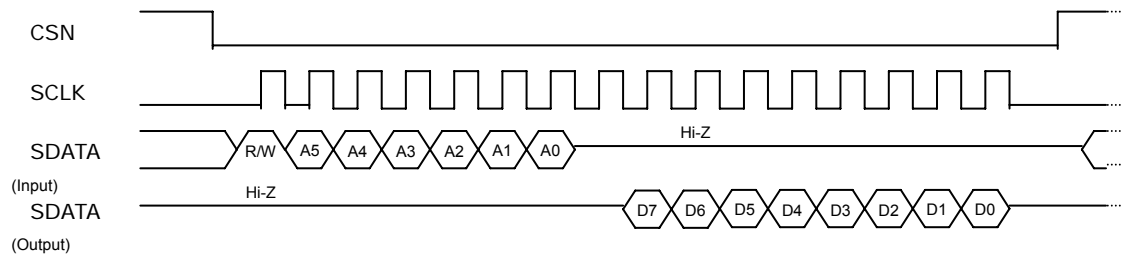 CSN
SCLK
SDATA
(Input)
R/W A5 A4 A3 A2 A1 A0
Hi-Z
SDATA
(Output)
Hi-Z
D7 D6 D5 D4 D3 D2 D1 D0